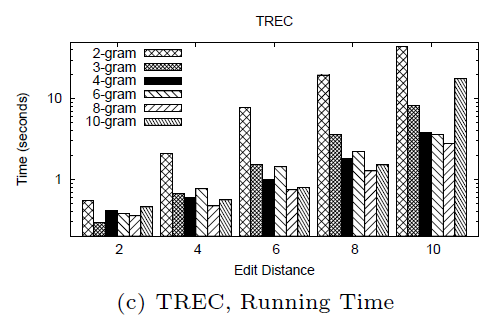 TREC
2-gram
3-gram
4-gram
6-gram
8-gram
10-gram
10
1
Time (seconds)
2 4 6 8 10
Edit Distance
(c) TREC, Running Time